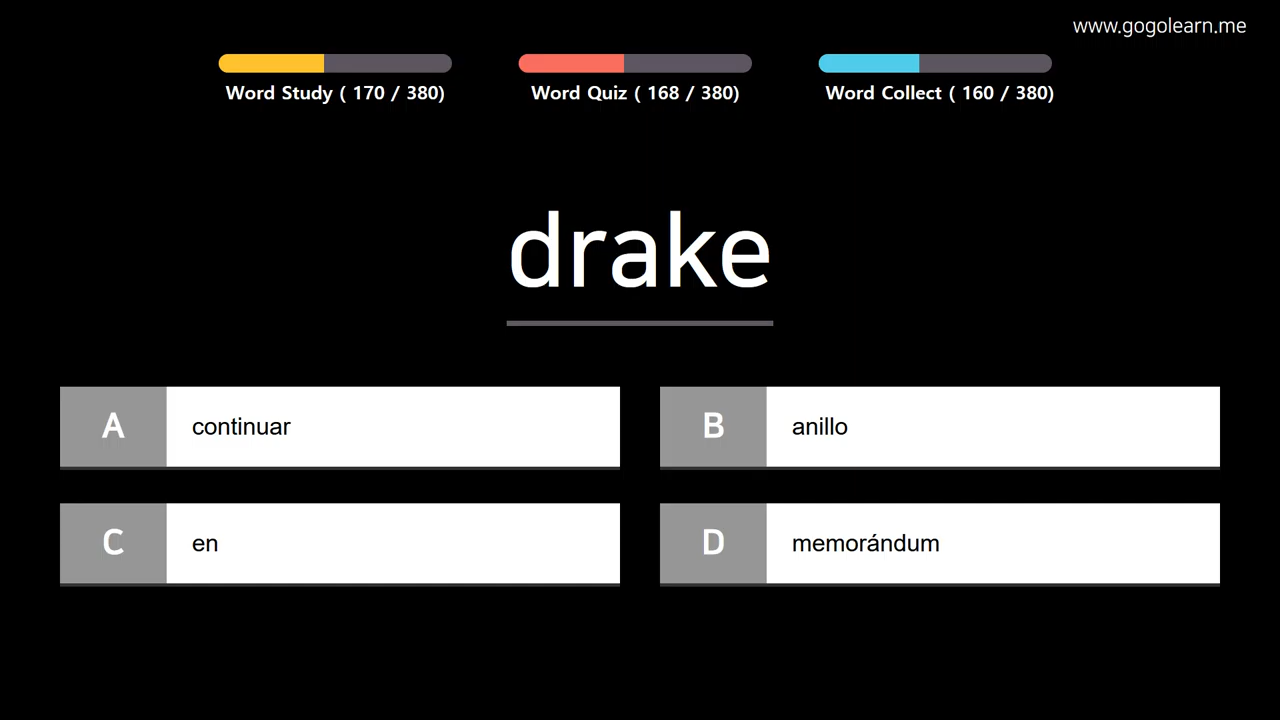 www.gogolearn.me
Word Study ( 170 / 380)
Word Quiz ( 168 / 380)
Word Collect ( 160 / 380)
drake
A continuar
B anillo
C en
D memorándum